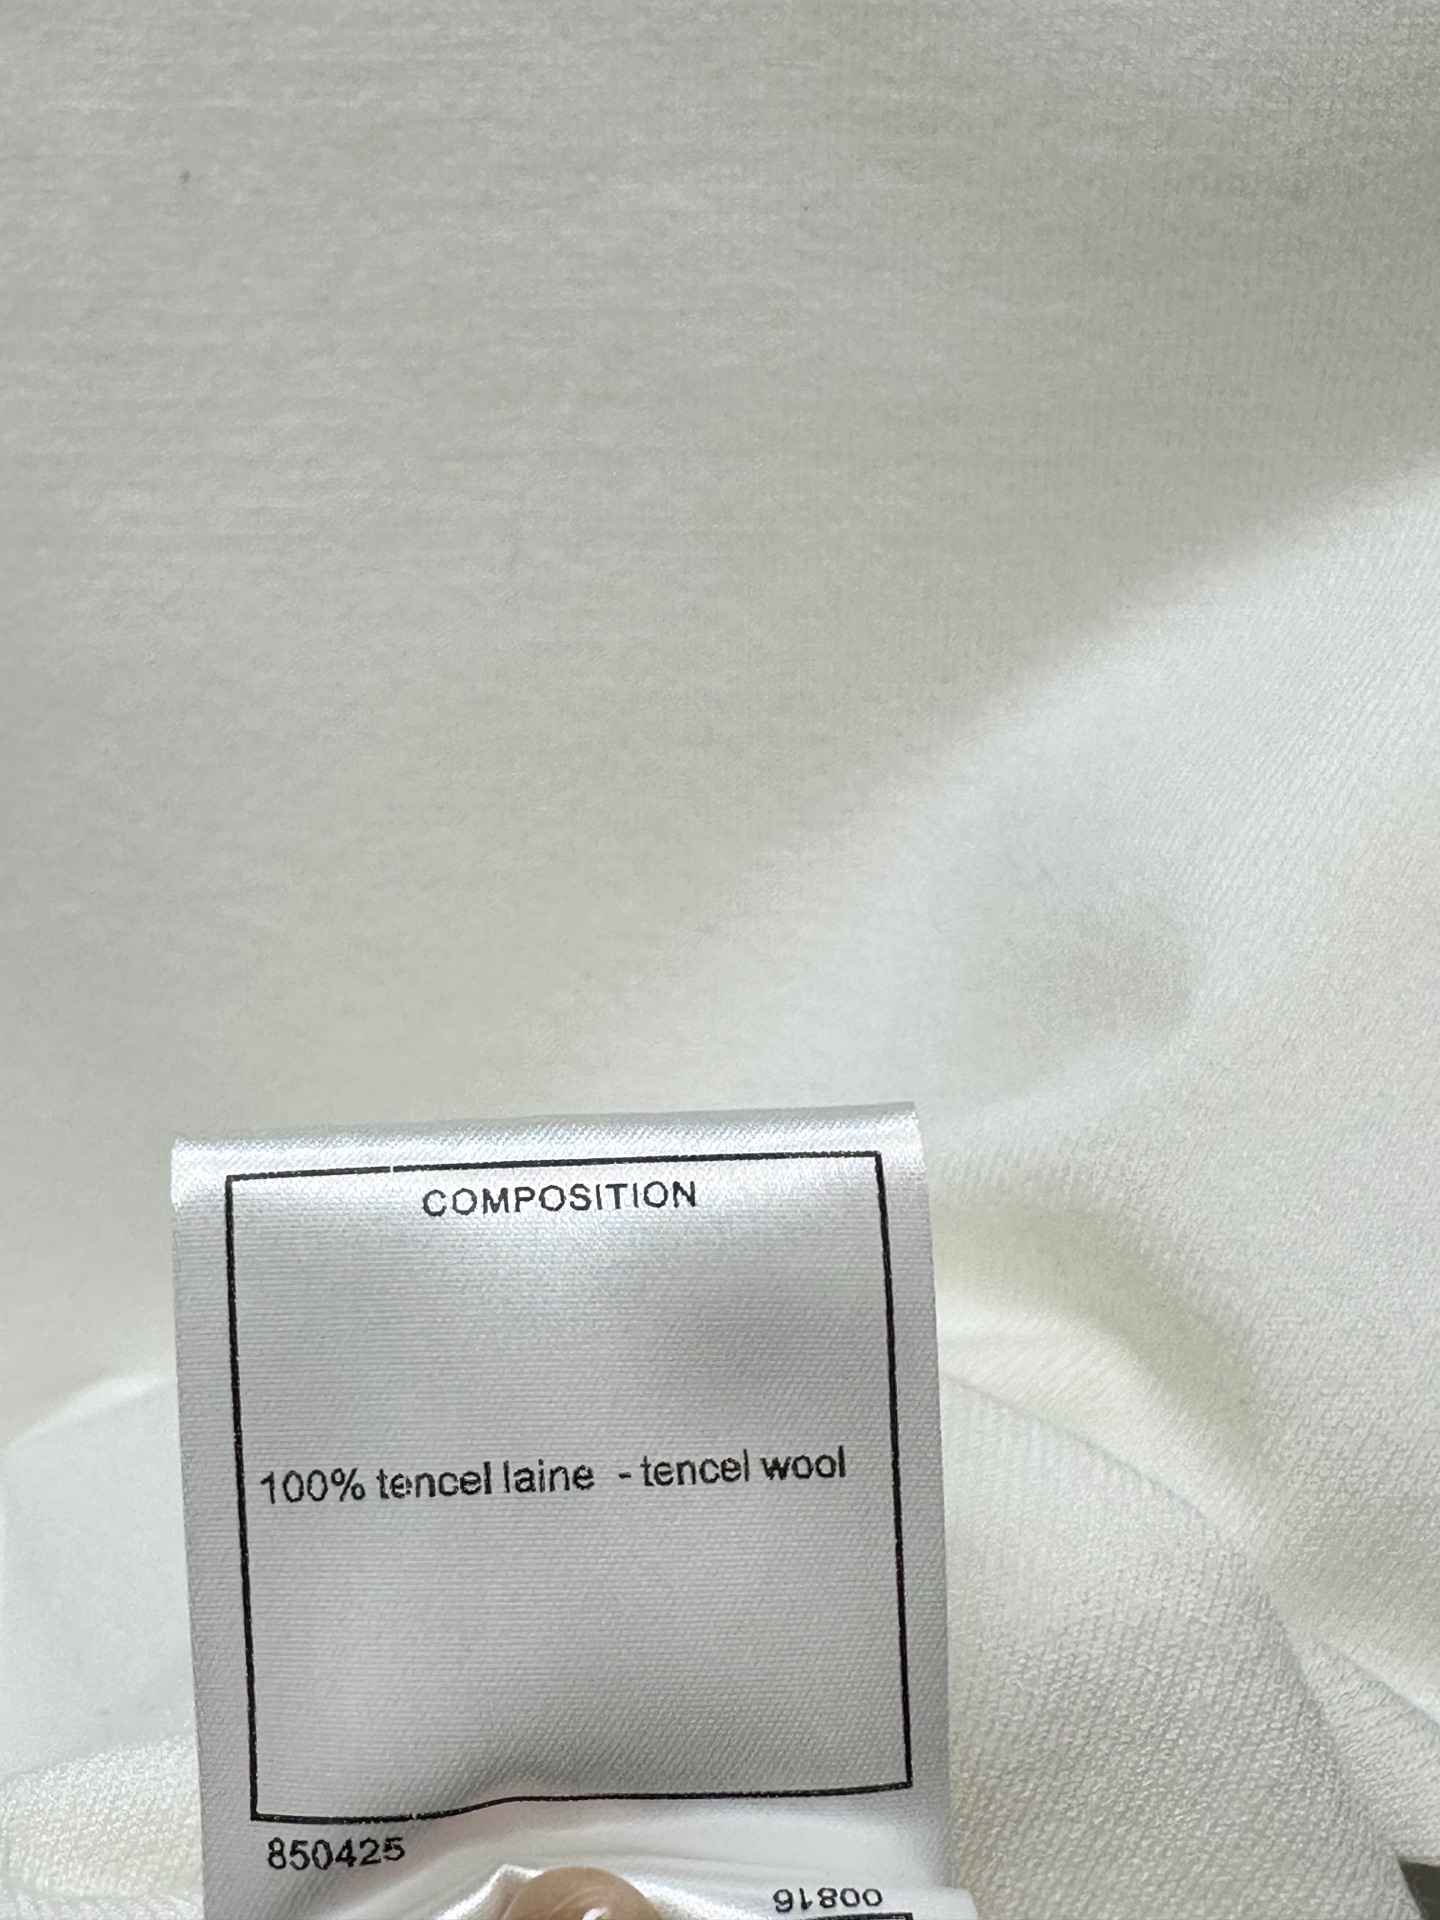 COMPOSITION
100% tencel laine - tencel wool
850425
00816